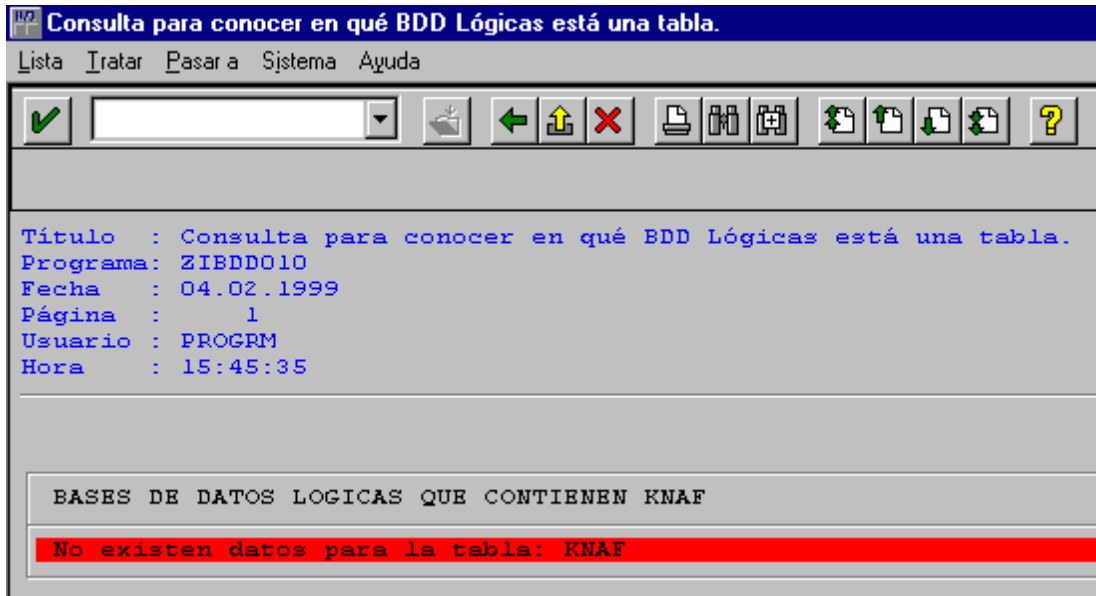 Consulta para conocer en qué BDD Lógicas está una tabla.
Lista Tratar Pasar a Sistema Ayuda
Título : Consulta para conocer en qué BDD Lógicas está una tabla.
Programa: ZIBDD010
Fecha : 04.02.1999
Página : 1
Usuario : PROGRM
Hora : 15:45:35
BASES DE DATOS LOGICAS QUE CONTIENEN KNAF
No existen datos para la tabla: KNAF